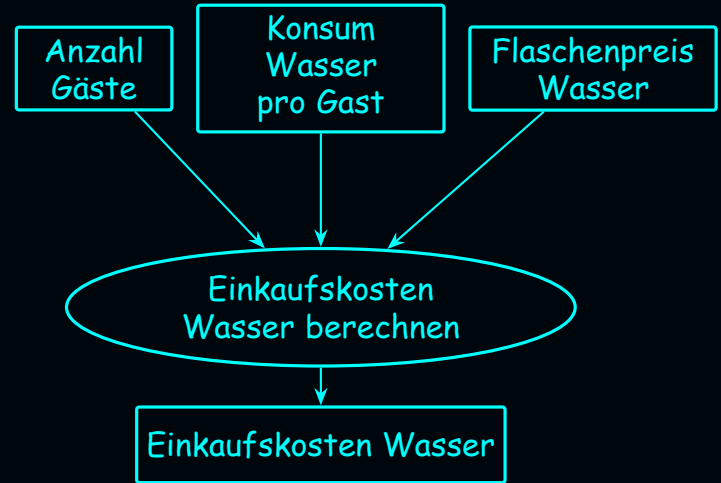 Anzahl
Gäste
Konsum
Wasser
pro Gast
Flaschenpreis
Wasser
Einkaufskosten
Wasser berechnen
Einkaufskosten Wasser